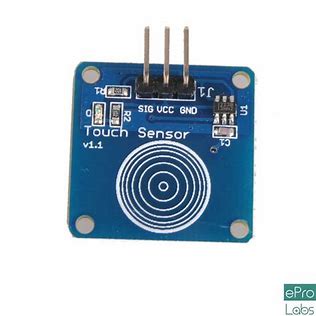 R1
J1
SIG VCC GND
U1
D
R2
C1
Touch Sensor
v1.1
ePro
Labs